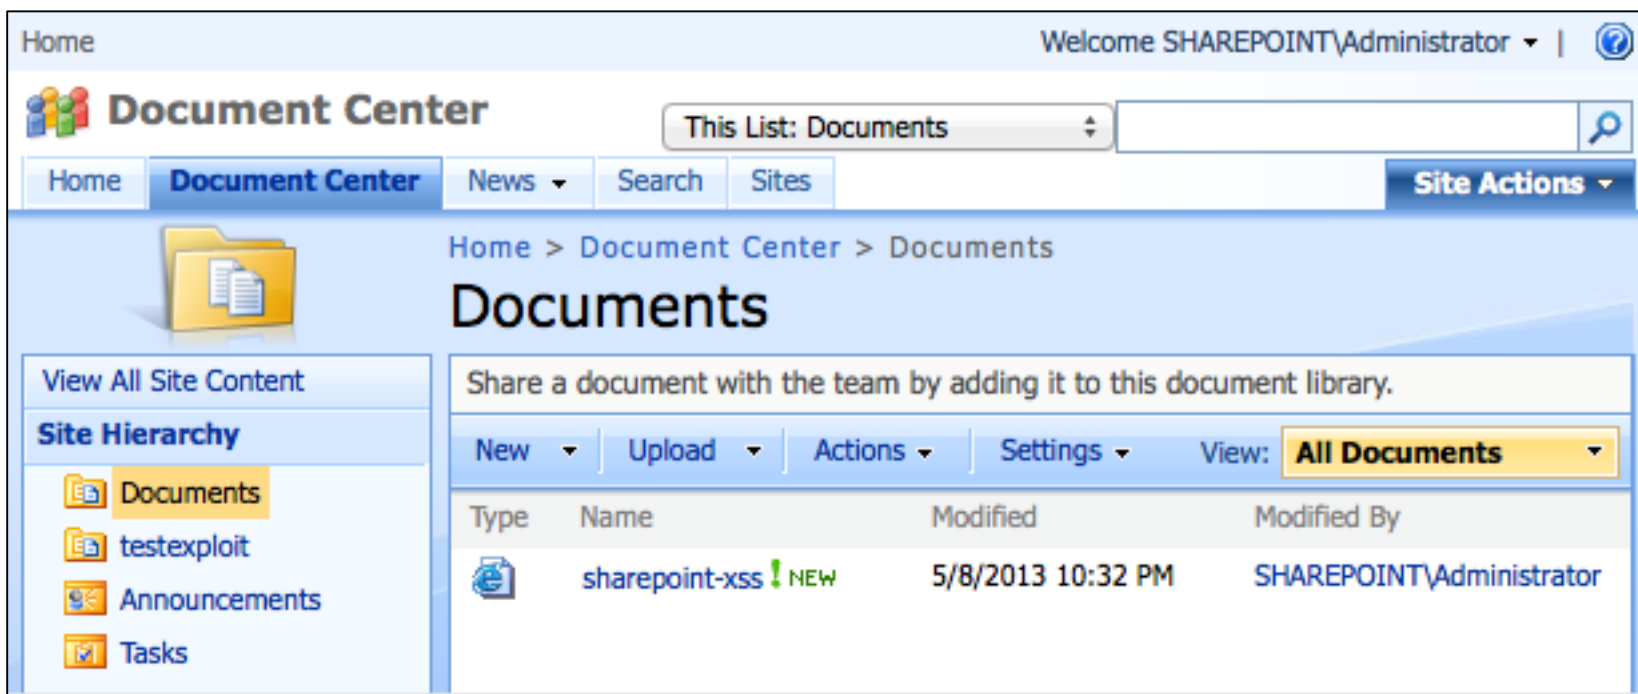 Home
Welcome SHAREPOINT\Administrator |
Document Center
This List: Documents
Home Document Center News Search Sites
Site Actions
Home > Document Center > Documents
Documents
View All Site Content
Site Hierarchy
Documents
testexploit
Announcements
Tasks
Share a document with the team by adding it to this document library.
New Upload Actions Settings View: All Documents
Type Name Modified Modified By
sharepoint-xss ! NEW 5/8/2013 10:32 PM SHAREPOINT\Administrator